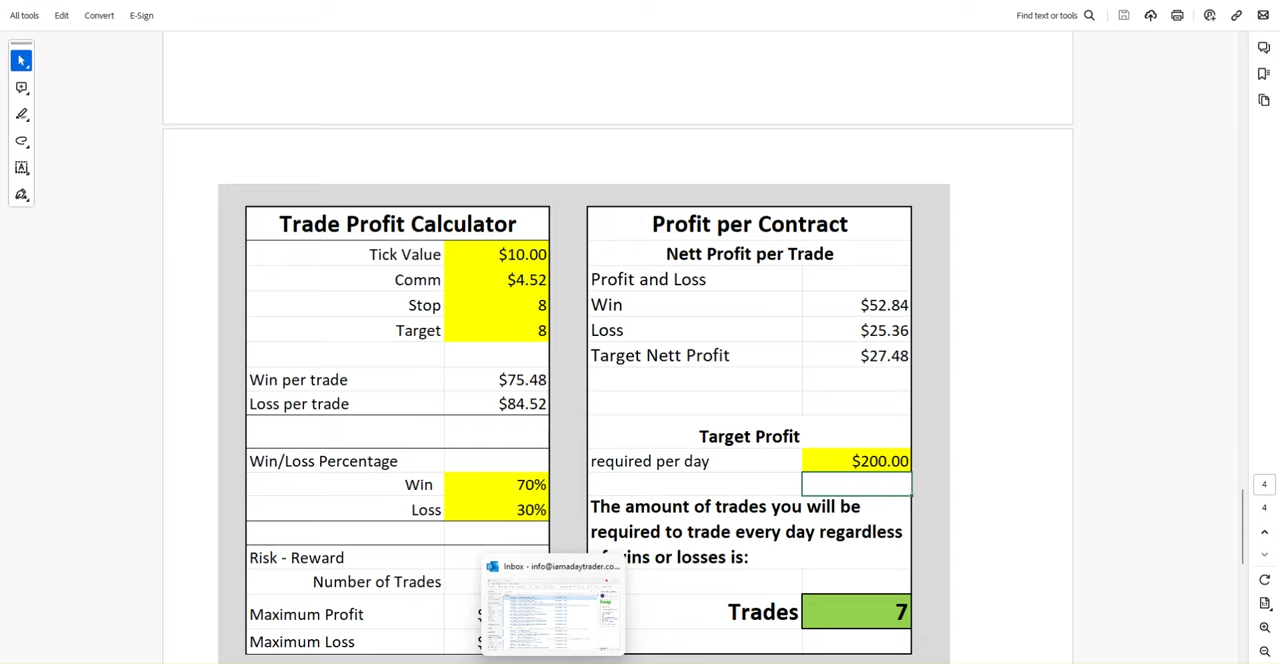 All tools Edit Convert E-Sign Find text or tools
Trade Profit Calculator
Tick Value $10.00
Comm $4.52
Stop 8
Target 8
Win per trade $75.48
Loss per trade $84.52
Win/Loss Percentage
Win 70%
Loss 30%
Risk - Reward
Number of Trades
Maximum Profit
Maximum Loss
Profit per Contract
Nett Profit per Trade
Profit and Loss
Win $52.84
Loss $25.36
Target Nett Profit $27.48
Target Profit
required per day $200.00
The amount of trades you will be
required to trade every day regardless
or losses is:
Trades 7
Inbox - info@iamadaytrader.co...
4
4